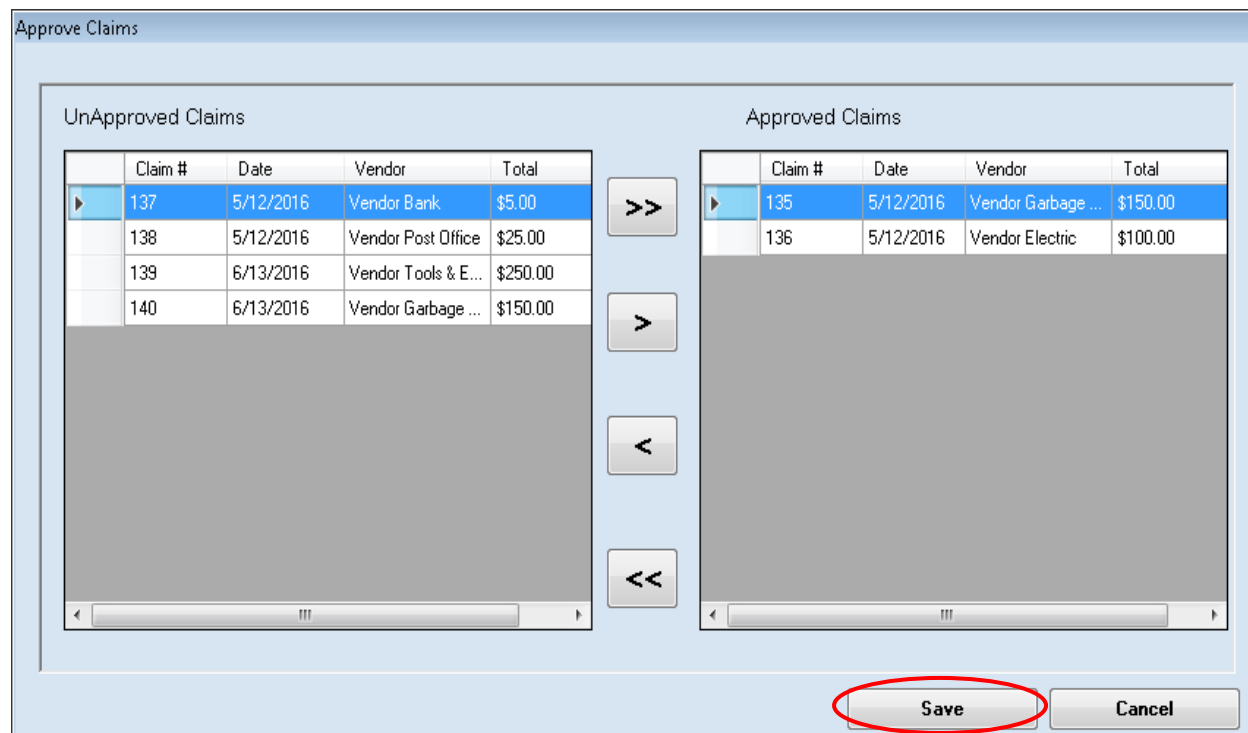 Approve Claims
UnApproved Claims
Claim # Date Vendor Total
137 5/12/2016 Vendor Bank $5.00
138 5/12/2016 Vendor Post Office $25.00
139 6/13/2016 Vendor Tools & E... $250.00
140 6/13/2016 Vendor Garbage ... $150.00
>>
>
<
<<
Approved Claims
Claim # Date Vendor Total
135 5/12/2016 Vendor Garbage ... $150.00
136 5/12/2016 Vendor Electric $100.00
Save Cancel